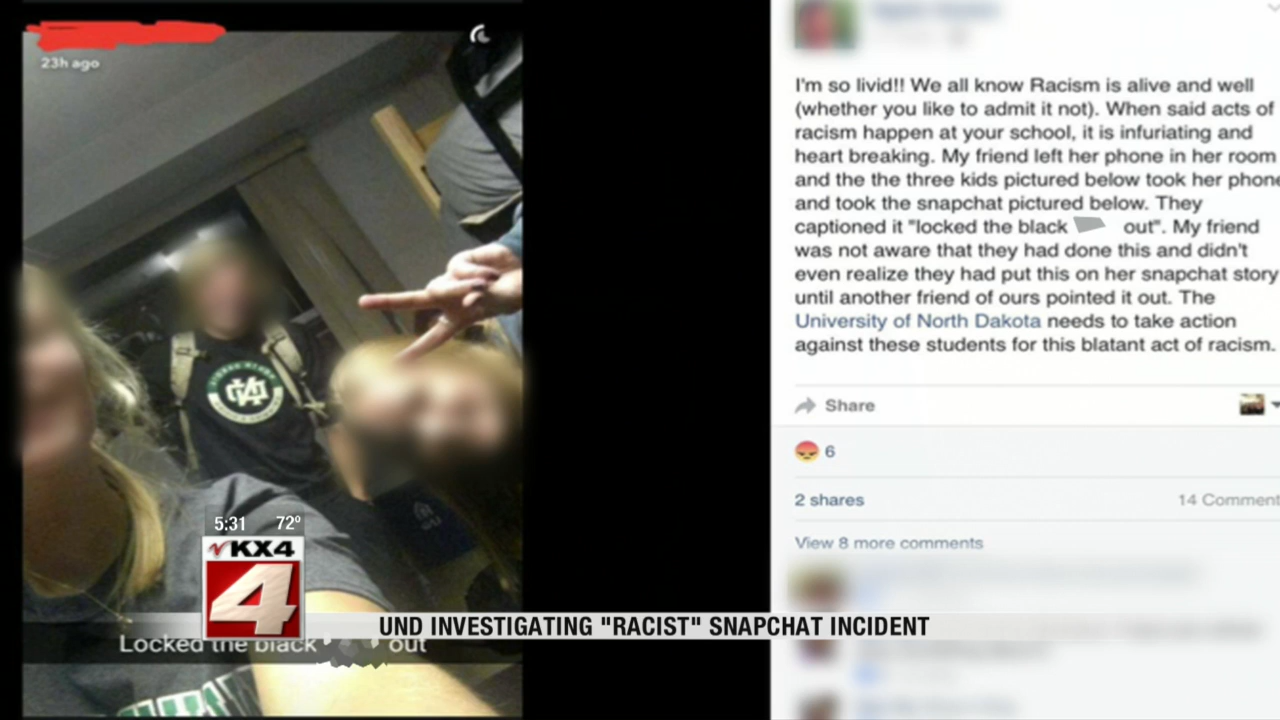 23h ago
I'm so livid!! We all know Racism is alive and well
(whether you like to admit it not). When said acts of
racism happen at your school, it is infuriating and
heart breaking. My friend left her phone in her room
and the the three kids pictured below took her phone
and took the snapchat pictured below. They
captioned it "locked the black out". My friend
was not aware that they had done this and didn't
even realize they had put this on her snapchat story
until another friend of ours pointed it out. The
University of North Dakota needs to take action
against these students for this blatant act of racism.
Share
6
2 shares
14 Comment
View 8 more comments
5:31 72°
KX4
4
UND INVESTIGATING "RACIST" SNAPCHAT INCIDENT
Locked the black out